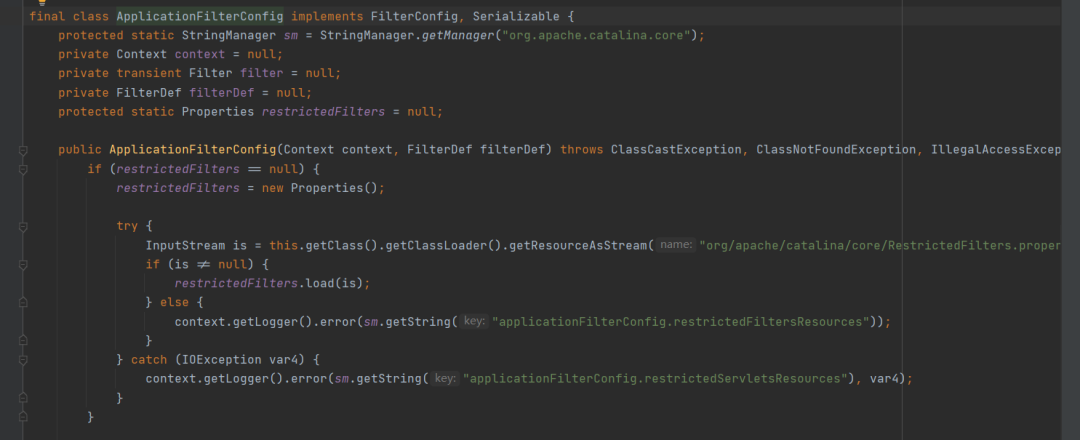 final class ApplicationFilterConfig implements FilterConfig, Serializable {
    protected static StringManager sm = StringManager.getManager("org.apache.catalina.core");
    private Context context = null;
    private transient Filter filter = null;
    private FilterDef filterDef = null;
    protected static Properties restrictedFilters = null;
    public ApplicationFilterConfig(Context context, FilterDef filterDef) throws ClassCastException, ClassNotFoundException, IllegalAccessExcep
        if (restrictedFilters == null) {
            restrictedFilters = new Properties();
            try {
                InputStream is = this.getClass().getClassLoader().getResourceAsStream( name: "org/apache/catalina/core/RestrictedFilters.proper
                if (is ≠ null) {
                    restrictedFilters.load(is);
                } else {
                    context.getLogger().error(sm.getString( key: "applicationFilterConfig.restrictedFiltersResources"));
                }
            } catch (IOException var4) {
                context.getLogger().error(sm.getString( key: "applicationFilterConfig.restrictedServletsResources"), var4);
            }
        }